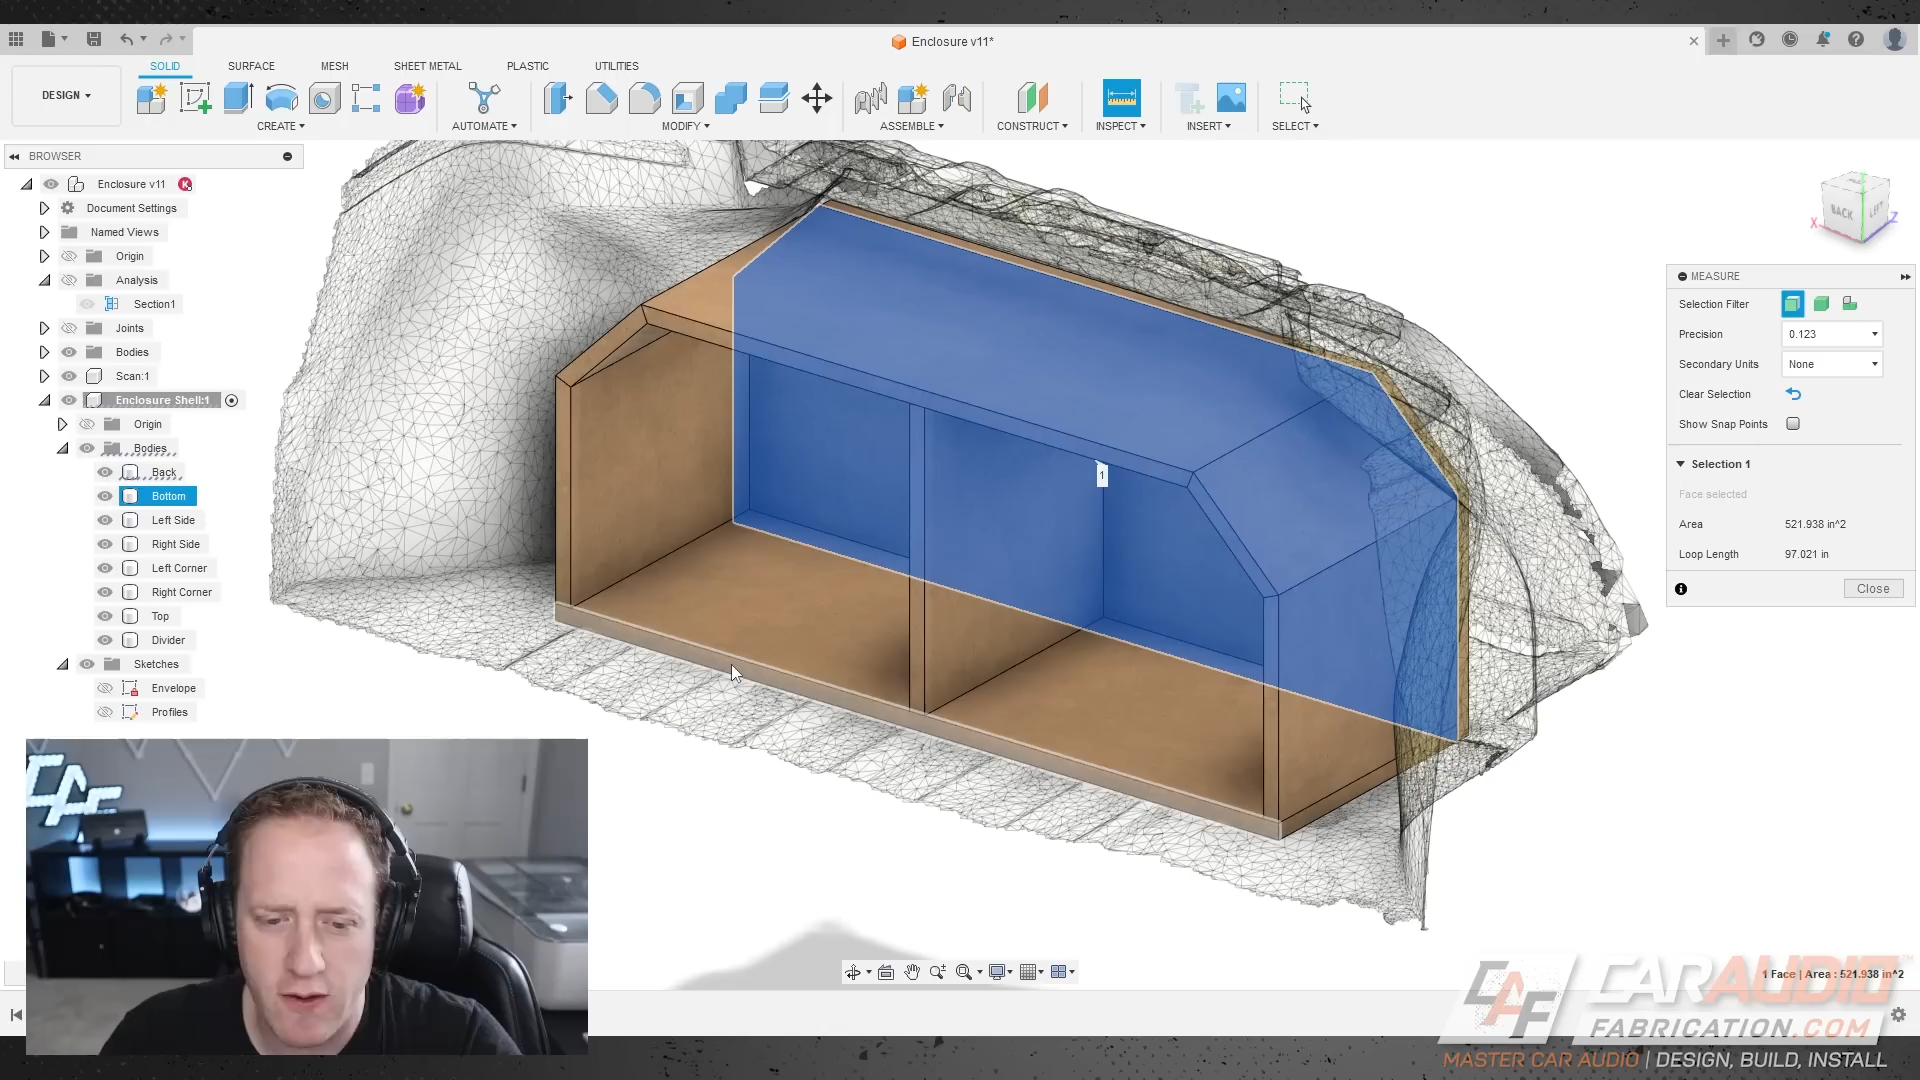 Enclosure v11*
SOLID SURFACE MESH SHEET METAL PLASTIC UTILITIES
DESIGN
CREATE AUTOMATE MODIFY ASSEMBLE CONSTRUCT INSPECT INSERT SELECT
BROWSER
Enclosure v11
Document Settings
Named Views
Origin
Analysis
Section1
Joints
Bodies
Scan:1
Enclosure Shell:1
Origin
Bodies
Back
Bottom
Left Side
Right Side
Left Corner
Right Corner
Top
Divider
Sketches
Envelope
Profiles
1
BACK LEFT
X Z
MEASURE
Selection Filter
Precision 0.123
Secondary Units None
Clear Selection
Show Snap Points
Selection 1
Face selected
Area 521.938 in^2
Loop Length 97.021 in
Close
1 Face | Area : 521.938 in^2
CAF
CAF
CARAUDIO
FABRICATION.COM
MASTER CAR AUDIO | DESIGN, BUILD, INSTALL